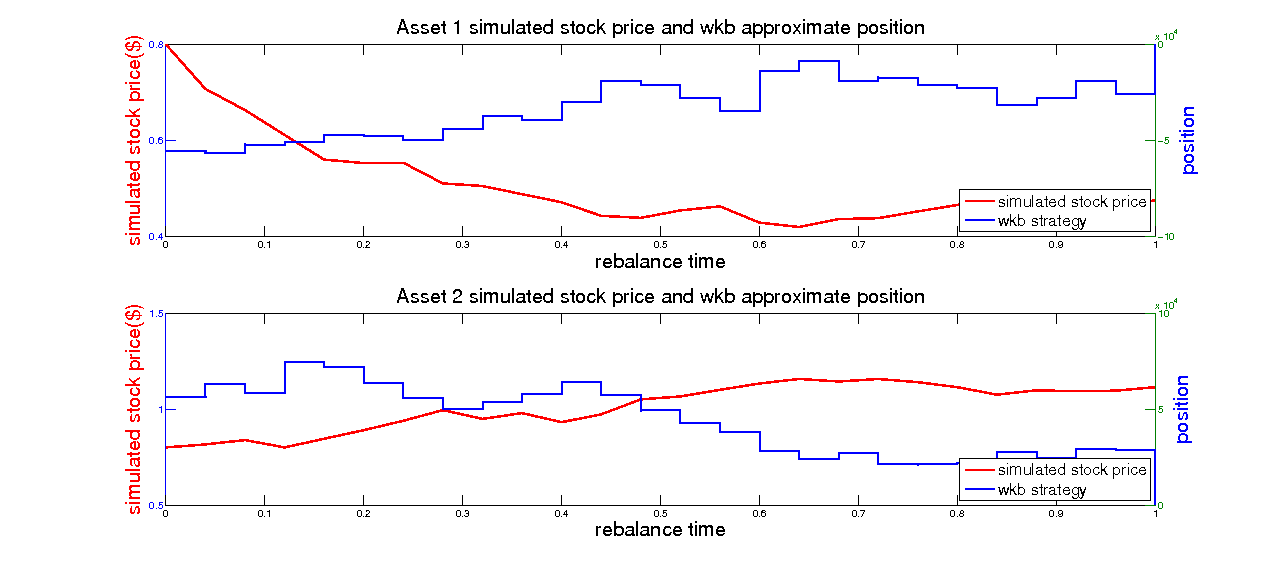 Asset 1 simulated stock price and wkb approximate position
x 10^4
simulated stock price($)
0.8
0.6
0.4
0
-5
-10
position
simulated stock price
wkb strategy
0 0.1 0.2 0.3 0.4 0.5 0.6 0.7 0.8 0.9 1
rebalance time
Asset 2 simulated stock price and wkb approximate position
x 10^4
simulated stock price($)
1.5
1
0.5
10
5
0
position
simulated stock price
wkb strategy
0 0.1 0.2 0.3 0.4 0.5 0.6 0.7 0.8 0.9 1
rebalance time